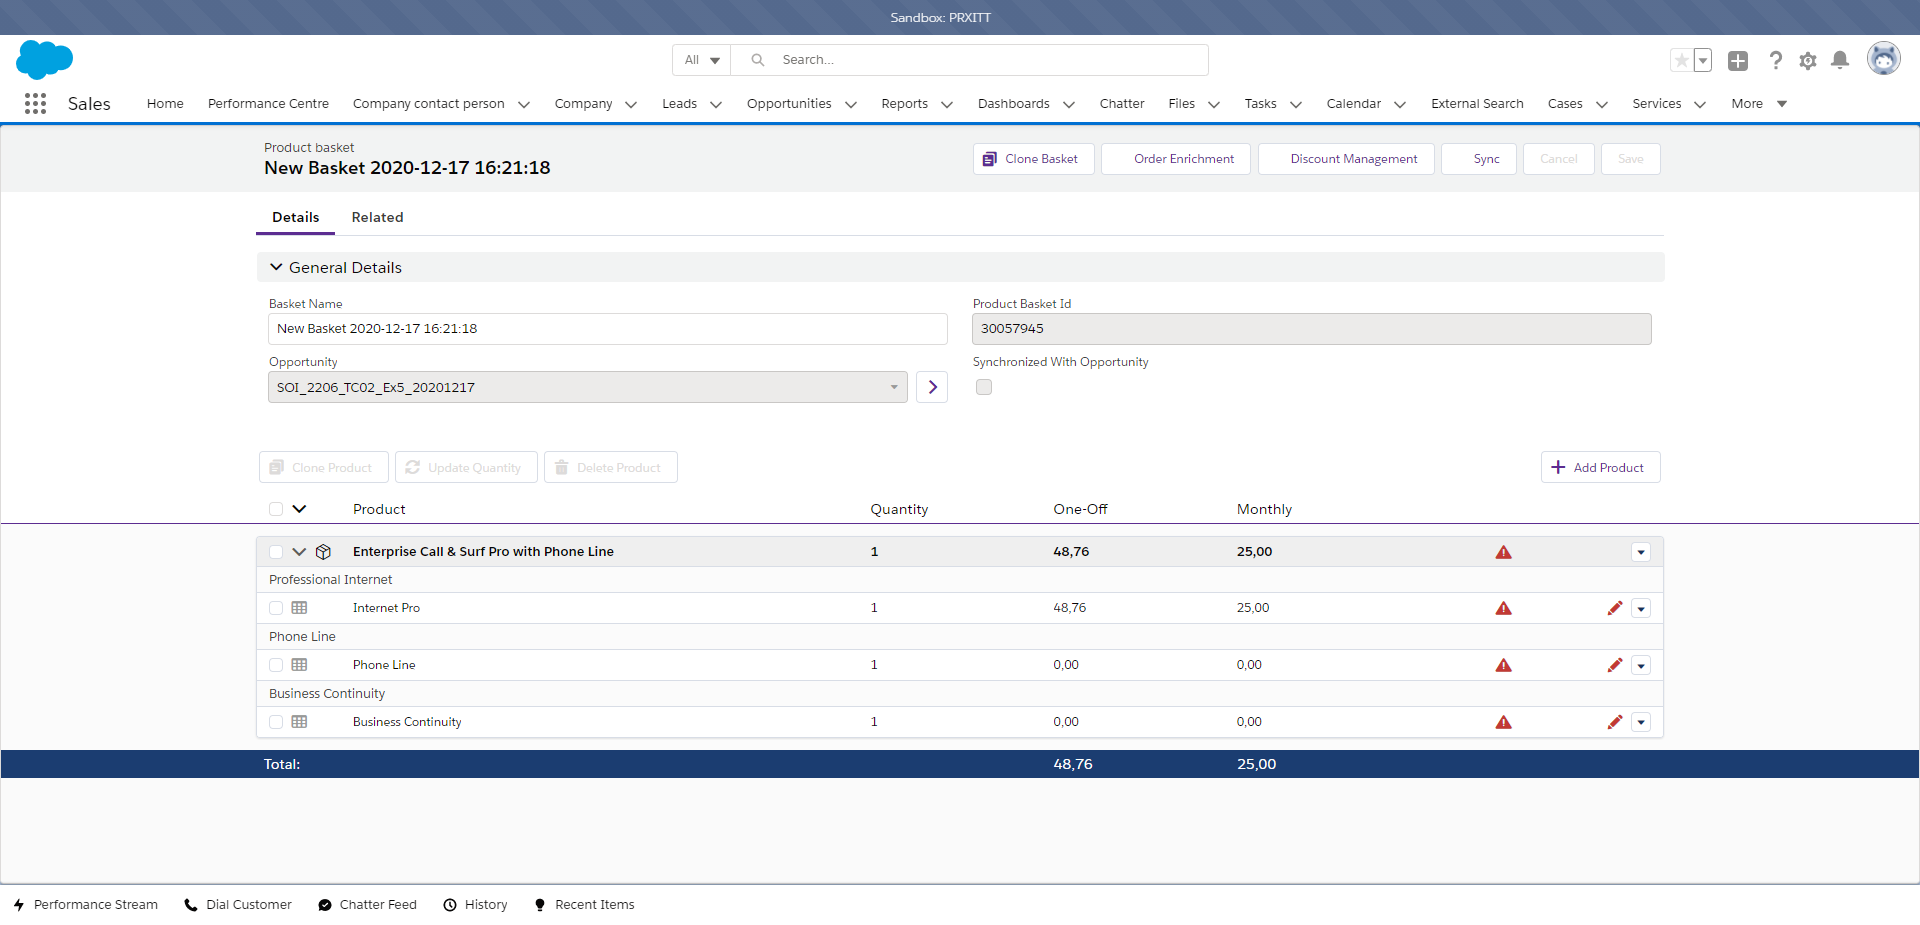 Sandbox: PRXITT
All
Search...
Sales Home Performance Centre Company contact person Company Leads Opportunities Reports Dashboards Chatter Files Tasks Calendar External Search Cases Services More
Product basket
New Basket 2020-12-17 16:21:18
Clone Basket Order Enrichment Discount Management Sync Cancel Save
Details Related
General Details
Basket Name Product Basket Id
New Basket 2020-12-17 16:21:18 30057945
Opportunity Synchronized With Opportunity
SOI_2206_TC02_Ex5_20201217
Clone Product Update Quantity Delete Product Add Product
Product Quantity One-Off Monthly
Enterprise Call & Surf Pro with Phone Line 1 48,76 25,00
Professional Internet
Internet Pro 1 48,76 25,00
Phone Line
Phone Line 1 0,00 0,00
Business Continuity
Business Continuity 1 0,00 0,00
Total: 48,76 25,00
Performance Stream Dial Customer Chatter Feed History Recent Items